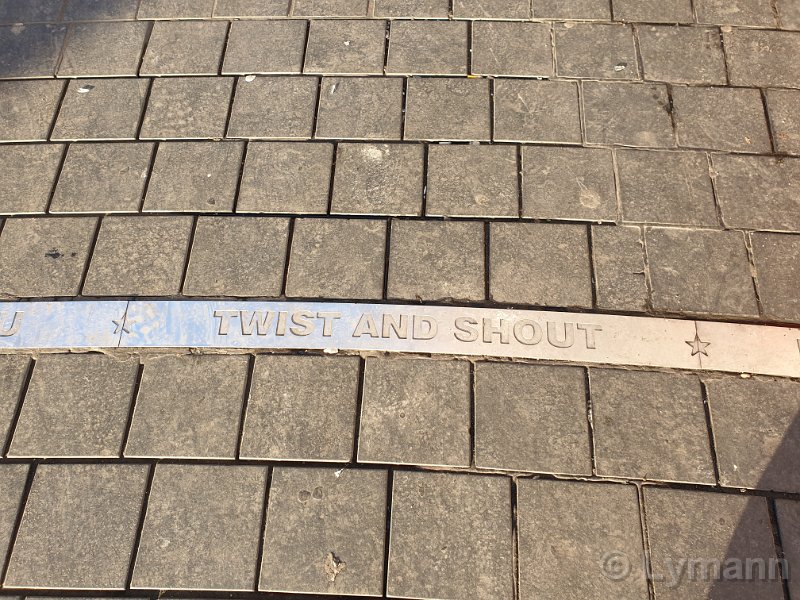 U ☆ TWIST AND SHOUT ☆
© Lymann